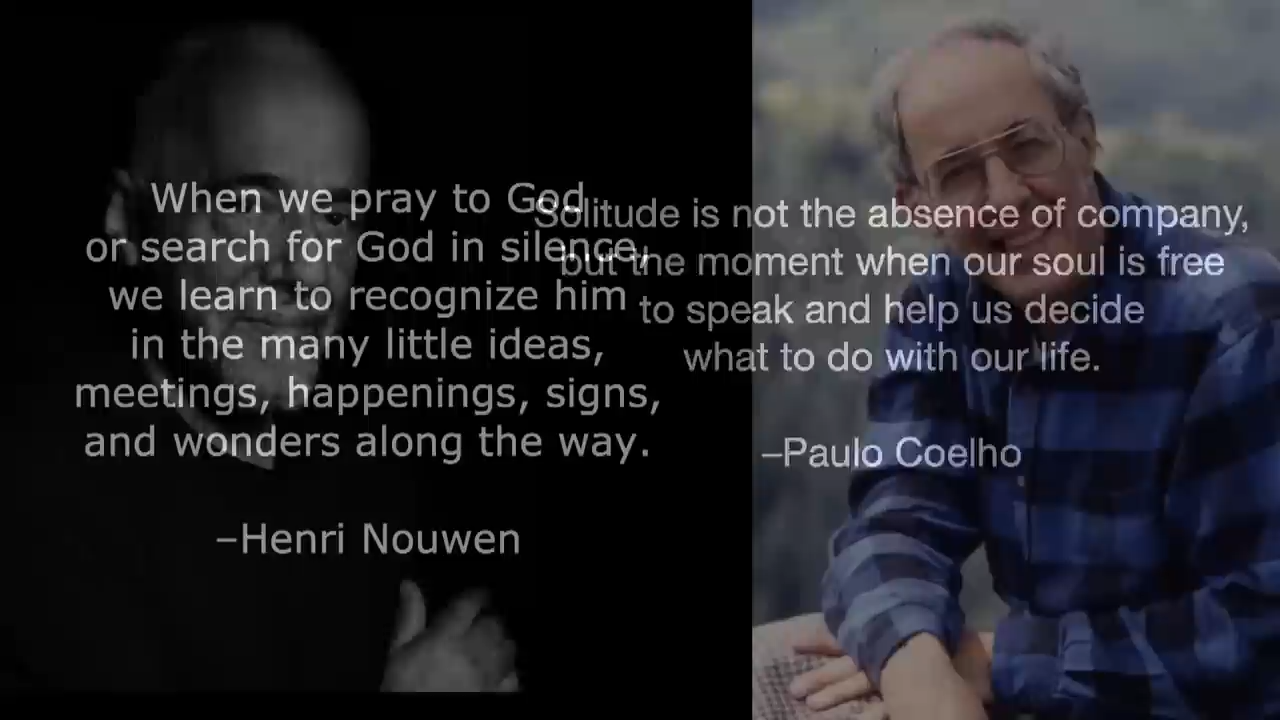 When we pray to God
or search for God in silence,
we learn to recognize him
in the many little ideas,
meetings, happenings, signs,
and wonders along the way.
–Henri Nouwen
Solitude is not the absence of company,
but the moment when our soul is free
to speak and help us decide
what to do with our life.
–Paulo Coelho